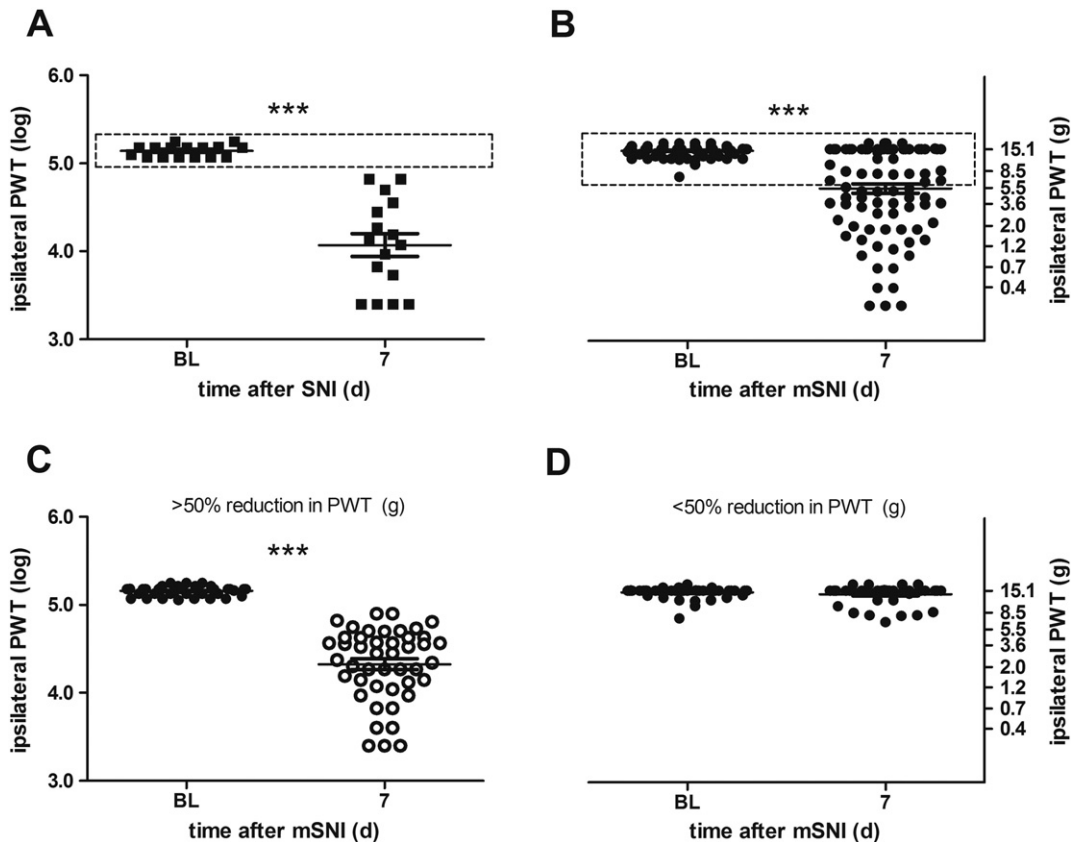 A
B
6.0
5.0
4.0
3.0
ipsilateral PWT (log)
***
BL
7
time after SNI (d)
***
15.1
8.5
5.5
3.6
2.0
1.2
0.7
0.4
ipsilateral PWT (g)
BL
7
time after mSNI (d)
C
D
>50% reduction in PWT (g)
6.0
5.0
4.0
3.0
ipsilateral PWT (log)
***
BL
7
time after mSNI (d)
<50% reduction in PWT (g)
15.1
8.5
5.5
3.6
2.0
1.2
0.7
0.4
ipsilateral PWT (g)
BL
7
time after mSNI (d)